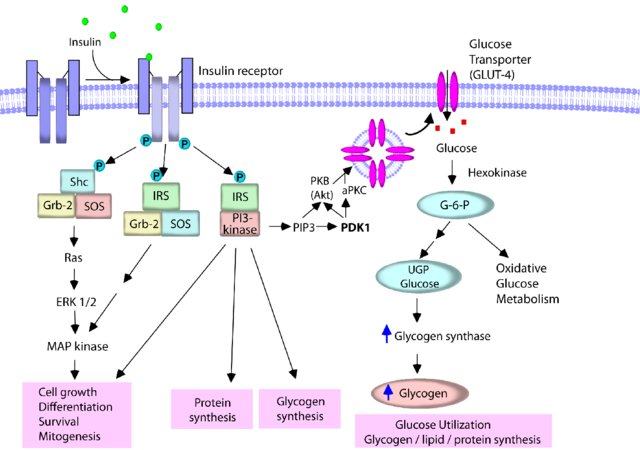 Insulin
Insulin receptor
Glucose
Transporter
(GLUT-4)
P
P
P
P
P
Shc
Grb-2
SOS
IRS
Grb-2
SOS
IRS
PI3-
kinase
PIP3
PDK1
PKB
(Akt)
aPKC
Glucose
Hexokinase
G-6-P
UGP
Glucose
Oxidative
Glucose
Metabolism
Ras
ERK 1/2
MAP kinase
Glycogen synthase
Glycogen
Cell growth
Differentiation
Survival
Mitogenesis
Protein
synthesis
Glycogen
synthesis
Glucose Utilization
Glycogen / lipid / protein synthesis